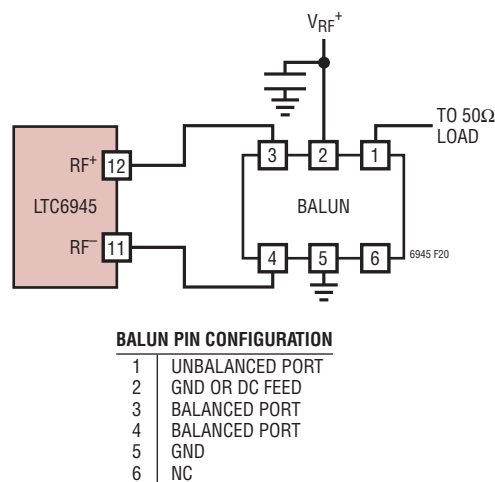 VRF+
TO 50Ω
LOAD
3
2
1
RF+
12
LTC6945
BALUN
RF–
11
4
5
6
6945 F20
BALUN PIN CONFIGURATION
1 UNBALANCED PORT
2 GND OR DC FEED
3 BALANCED PORT
4 BALANCED PORT
5 GND
6 NC